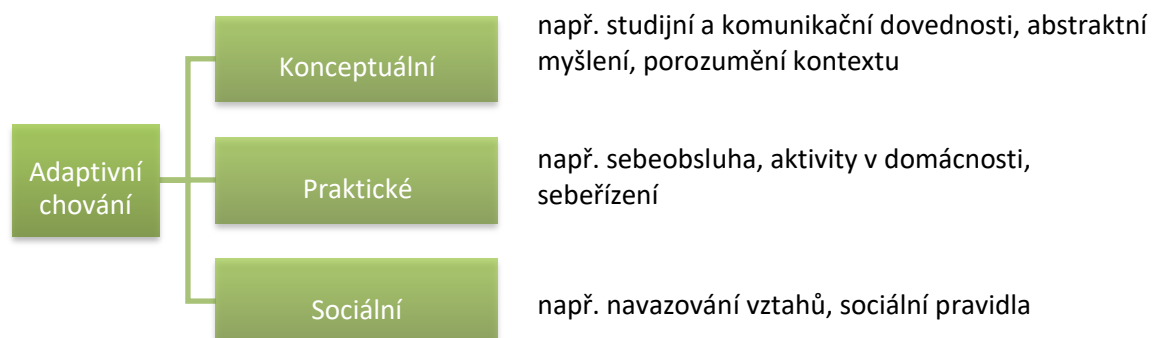 např. studijní a komunikační dovednosti, abstraktní
myšlení, porozumění kontextu
Konceptuální
Adaptivní
chování
např. sebeobsluha, aktivity v domácnosti,
sebeřízení
Praktické
Sociální
např. navazování vztahů, sociální pravidla